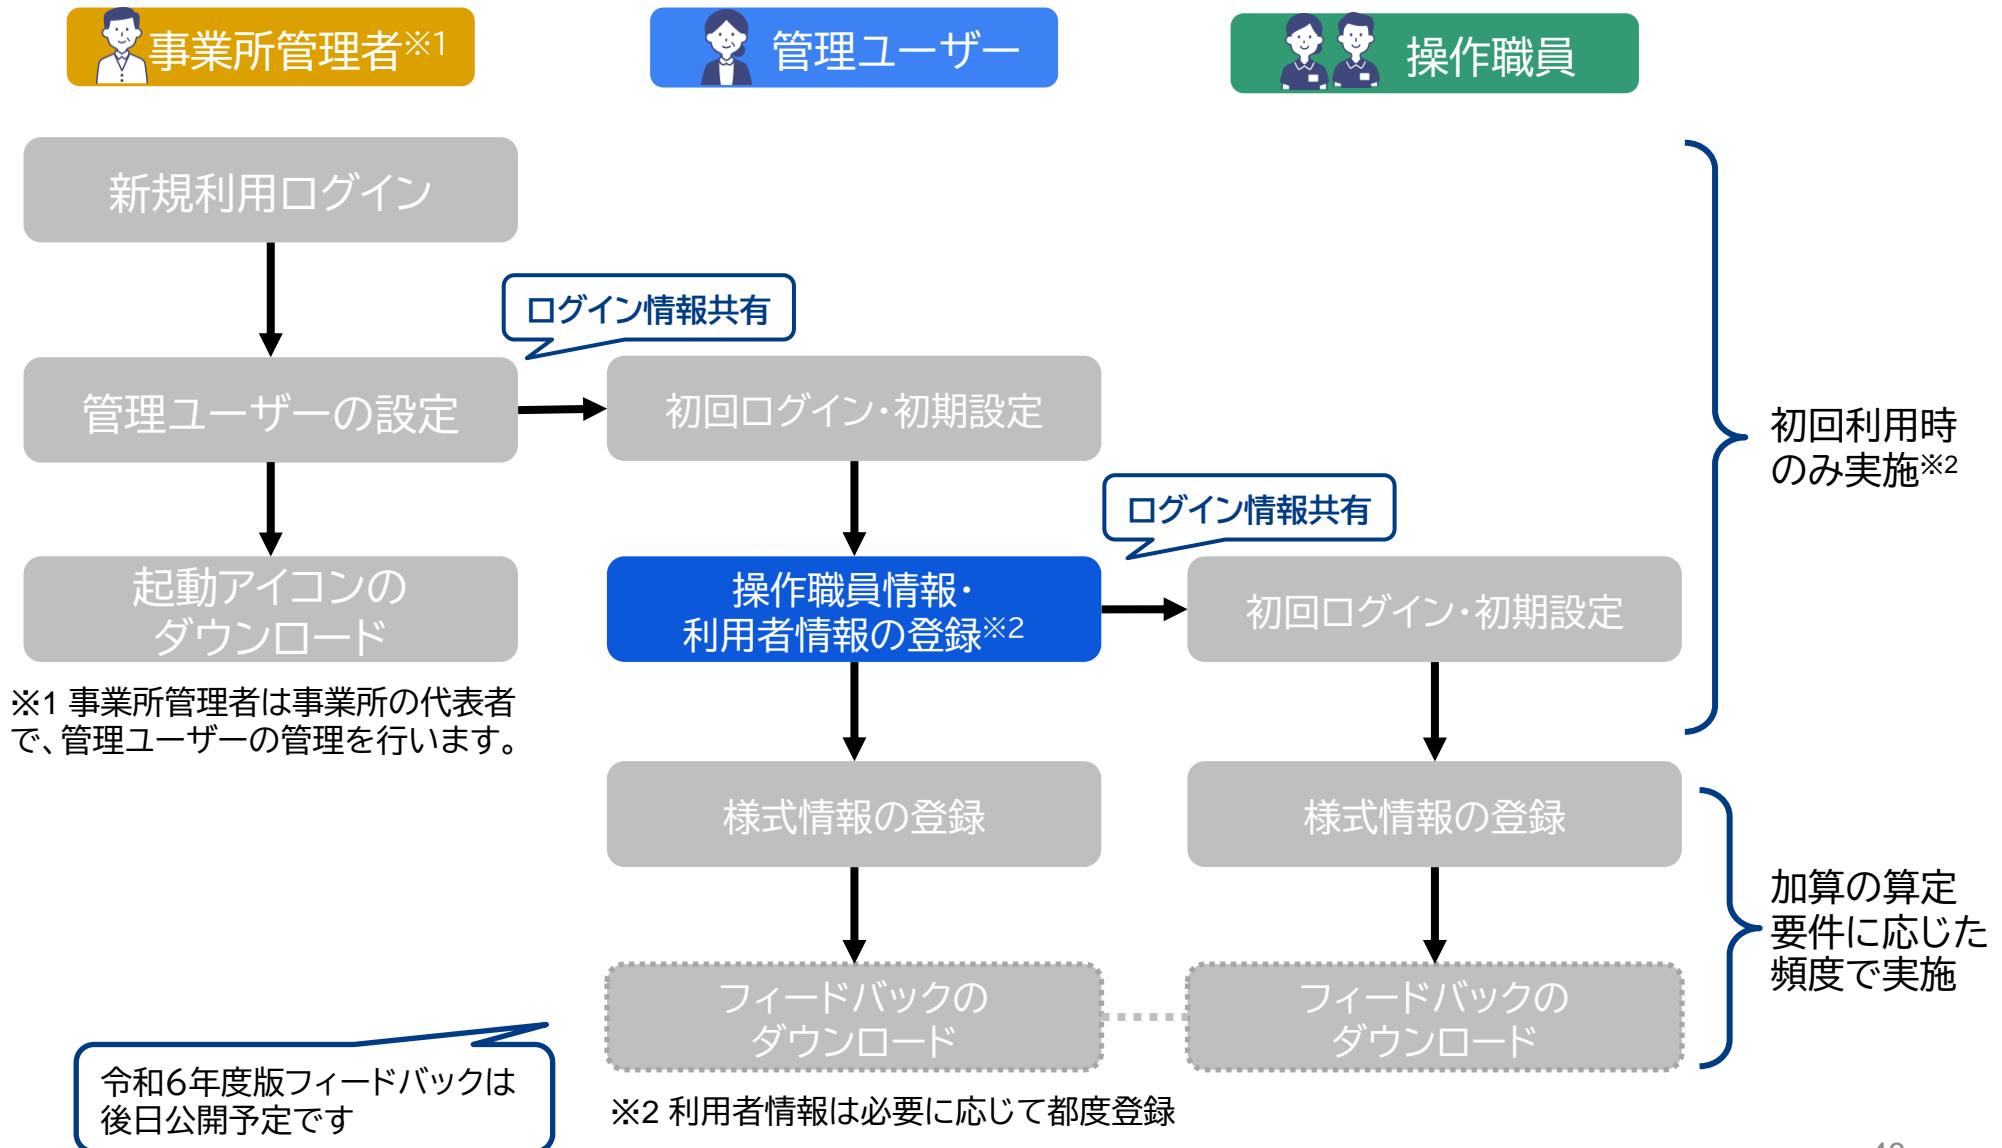 事業所管理者※1
管理ユーザー
操作職員
新規利用ログイン
ログイン情報共有
管理ユーザーの設定
初回ログイン・初期設定
初回利用時
のみ実施※2
ログイン情報共有
起動アイコンの
ダウンロード
操作職員情報・
利用者情報の登録※2
初回ログイン・初期設定
※1 事業所管理者は事業所の代表者
で、管理ユーザーの管理を行います。
様式情報の登録
様式情報の登録
加算の算定
要件に応じた
頻度で実施
フィードバックの
ダウンロード
フィードバックの
ダウンロード
令和6年度版フィードバックは
後日公開予定です
※2 利用者情報は必要に応じて都度登録